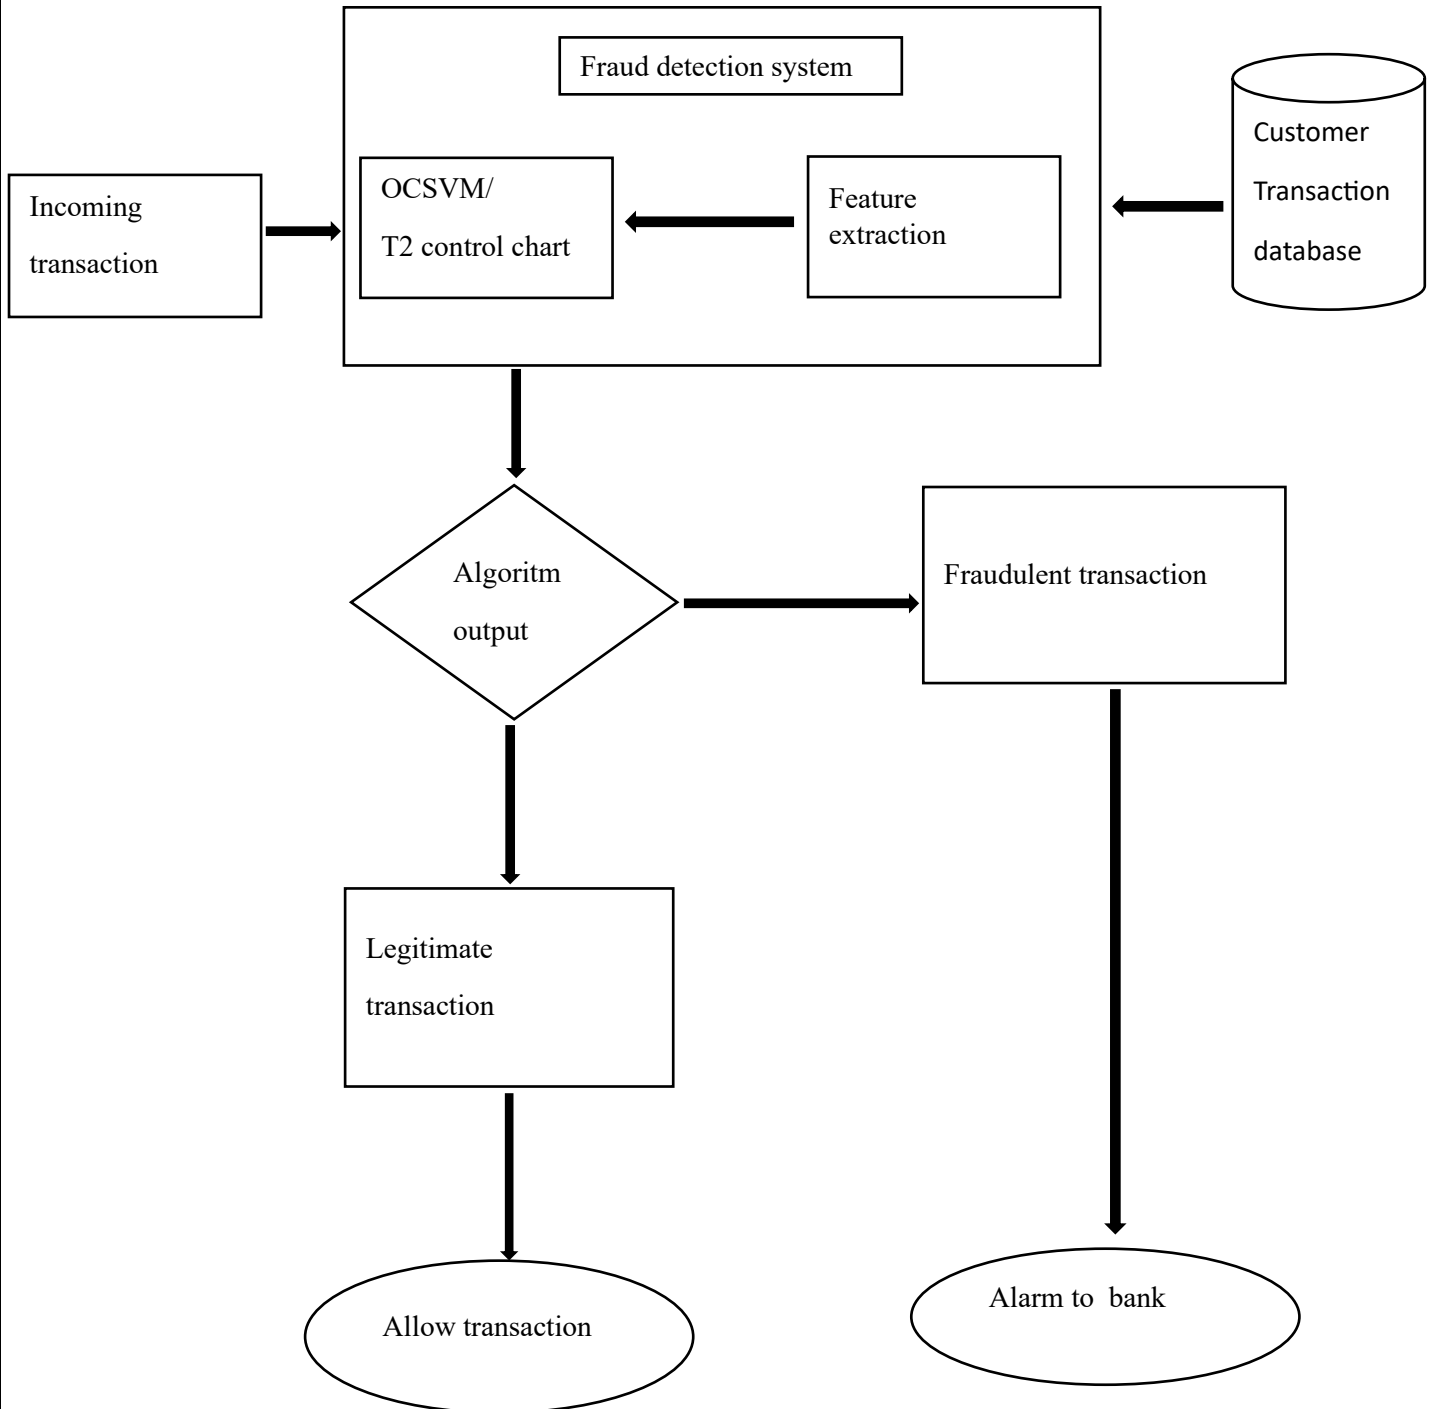 Fraud detection system
Incoming
transaction
OCSVM/
T2 control chart
Feature
extraction
Customer
Transaction
database
Algoritm
output
Fraudulent transaction
Legitimate
transaction
Allow transaction
Alarm to  bank